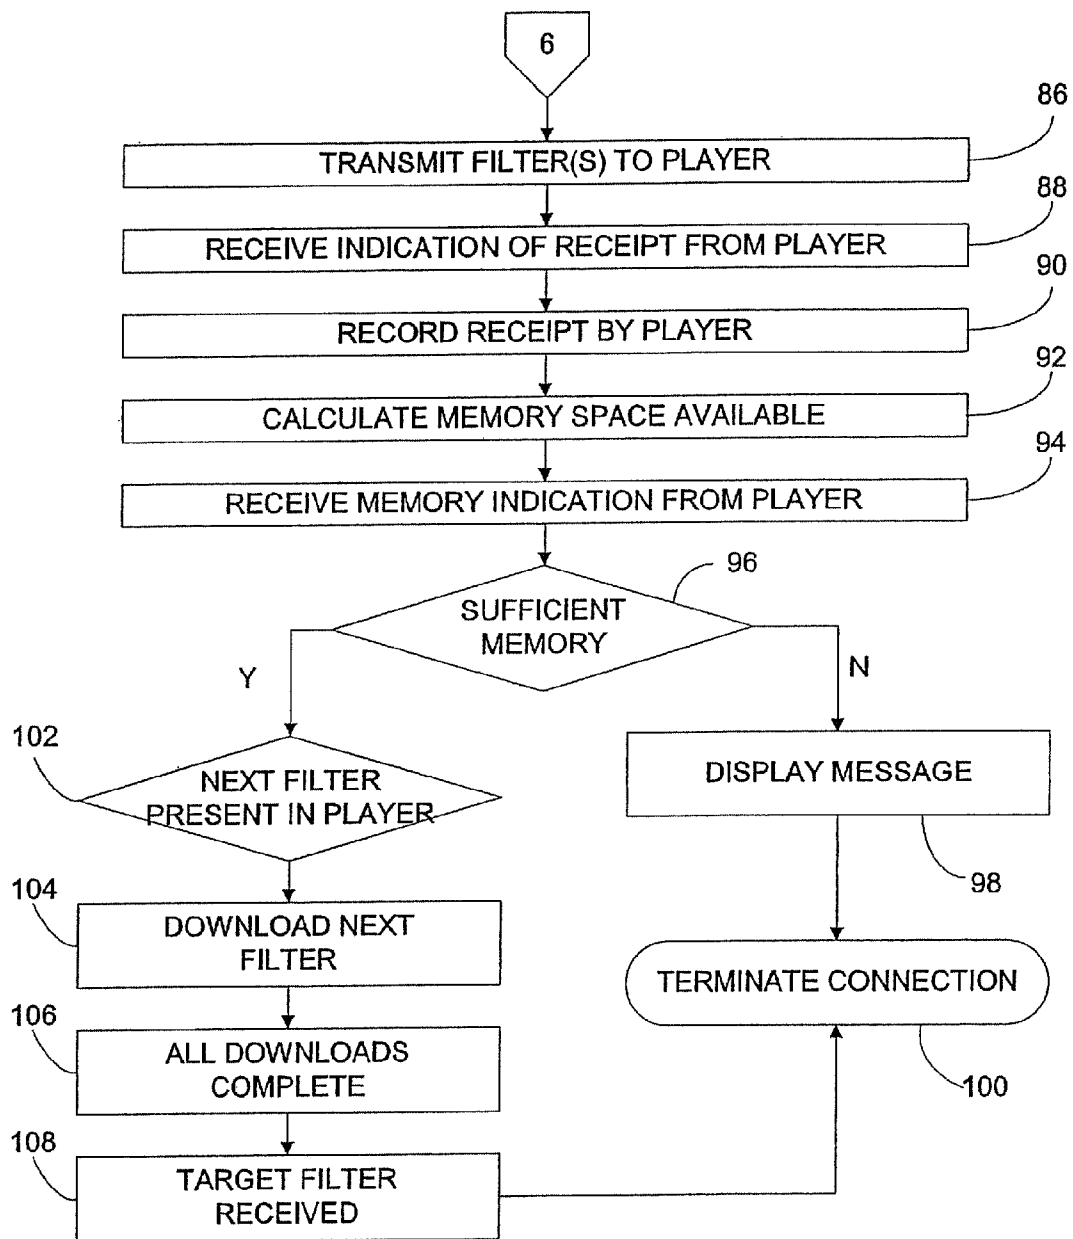 6
86
TRANSMIT FILTER(S) TO PLAYER
88
RECEIVE INDICATION OF RECEIPT FROM PLAYER
90
RECORD RECEIPT BY PLAYER
92
CALCULATE MEMORY SPACE AVAILABLE
94
RECEIVE MEMORY INDICATION FROM PLAYER
96
SUFFICIENT
MEMORY
Y
N
102
NEXT FILTER
PRESENT IN PLAYER
DISPLAY MESSAGE
98
104
DOWNLOAD NEXT
FILTER
TERMINATE CONNECTION
100
106
ALL DOWNLOADS
COMPLETE
108
TARGET FILTER
RECEIVED